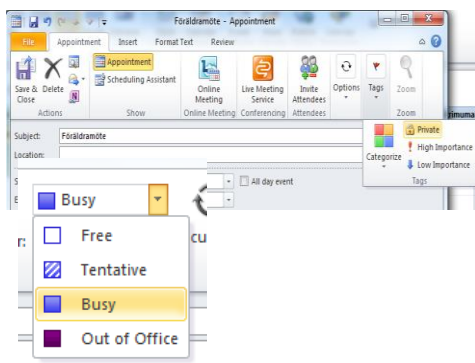 Föräldramöte - Appointment
File Appointment Insert Format Text Review
Save & Close
Delete
Appointment
Scheduling Assistant
Online Meeting
Live Meeting Service
Invite Attendees
Options
Tags
Zoom
Actions Show Online Meeting Conferencing Attendees Zoom
Subject: Föräldramöte
Location:
Categorize
Private
High Importance
Low Importance
Tags
All day event
Busy
Free
Tentative
Busy
Out of Office